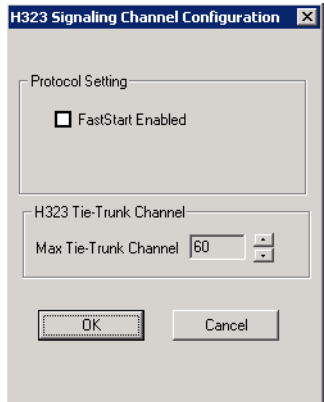 H323 Signaling Channel Configuration
Protocol Setting
FastStart Enabled
H323 Tie-Trunk Channel
Max Tie-Trunk Channel 60
OK Cancel